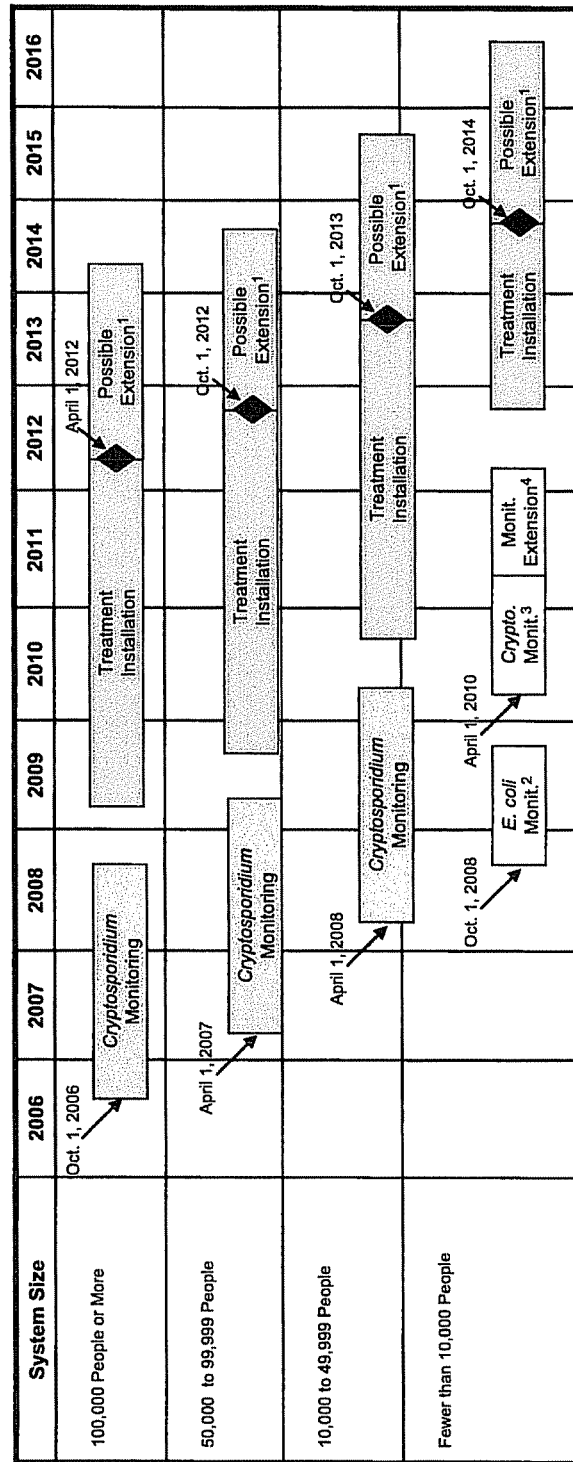 System Size
2006
2007
2008
2009
2010
2011
2012
2013
2014
2015
2016
100,000 People or More
Oct. 1, 2006
Cryptosporidium
Monitoring
Treatment
Installation
April 1, 2012
Possible
Extension¹
50,000 to 99,999 People
April 1, 2007
Cryptosporidium
Monitoring
Treatment
Installation
Oct. 1, 2012
Possible
Extension¹
10,000 to 49,999 People
April 1, 2008
Cryptosporidium
Monitoring
Treatment
Installation
Oct. 1, 2013
Possible
Extension¹
Fewer than 10,000 People
Oct. 1, 2008
E. coli
Monit.²
April 1, 2010
Crypto.
Monit.³
Monit.
Extension⁴
Treatment
Installation
Oct. 1, 2014
Possible
Extension¹